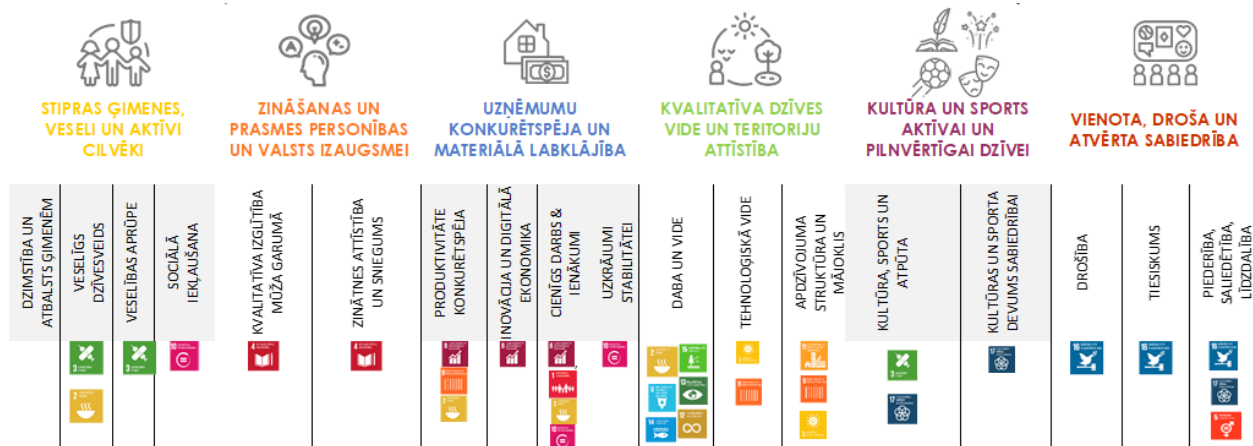 STIPRAS ĢIMENES,
VESELI UN AKTĪVI
CILVĒKI
ZINĀŠANAS UN
PRASMES PERSONĪBAS
UN VALSTS IZAUGSMEI
UZŅĒMUMU
KONKURĒTSPĒJA UN
MATERIĀLĀ LABKLĀJĪBA
KVALITATĪVA DZĪVES
VIDE UN TERITORIJU
ATTĪSTĪBA
KULTŪRA UN SPORTS
AKTĪVAI UN
PILNVĒRTĪGAI DZĪVEI
VIENOTA, DROŠA UN
ATVĒRTA SABIEDRĪBA
DZIMSTĪBA UN
ATBALSTS ĢIMENĒM
VESELĪGS
DZĪVESVEIDS
VESELĪBAS APRŪPE
SOCIĀLĀ
IEKĻAUŠANA
KVALITATĪVA IZGLĪTĪBA
MŪŽA GARUMĀ
ZINĀTNES ATTĪSTĪBA
UN SNIEGUMS
PRODUKTIVITĀTE
KONKURĒTSPĒJA
INOVĀCIJA UN DIGITĀLĀ
EKONOMIKA
CIENĪGS DARBS &
IENĀKUMI
UZKRĀJUMI
STABILITĀTEI
DABA UN VIDE
TEHNOLOĢISKĀ VIDE
APDZĪVOJUMA
STRUKTŪRA UN
MĀJOKLIS
KULTŪRA, SPORTS UN
ATPŪTA
KULTŪRAS UN SPORTA
DEVUMS SABIEDRĪBAI
DROŠĪBA
TIESISKUMS
PIEDERĪBA,
SALIEDĒTĪBA,
LĪDZDALĪBA